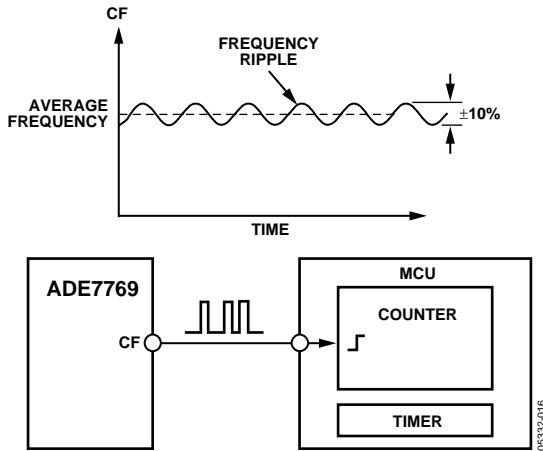 CF
FREQUENCY
RIPPLE
AVERAGE
FREQUENCY
±10%
TIME
ADE7769
CF
MCU
COUNTER
TIMER
05332-016